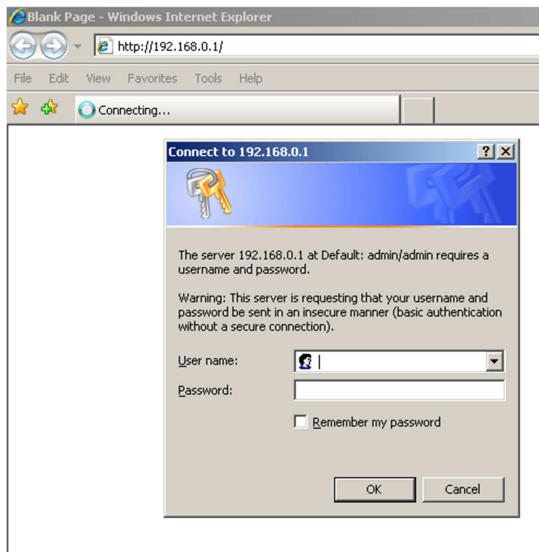 Blank Page - Windows Internet Explorer
http://192.168.0.1/
File Edit View Favorites Tools Help
Connecting...
Connect to 192.168.0.1
The server 192.168.0.1 at Default: admin/admin requires a
username and password.
Warning: This server is requesting that your username and
password be sent in an insecure manner (basic authentication
without a secure connection).
User name:
Password:
Remember my password
OK Cancel